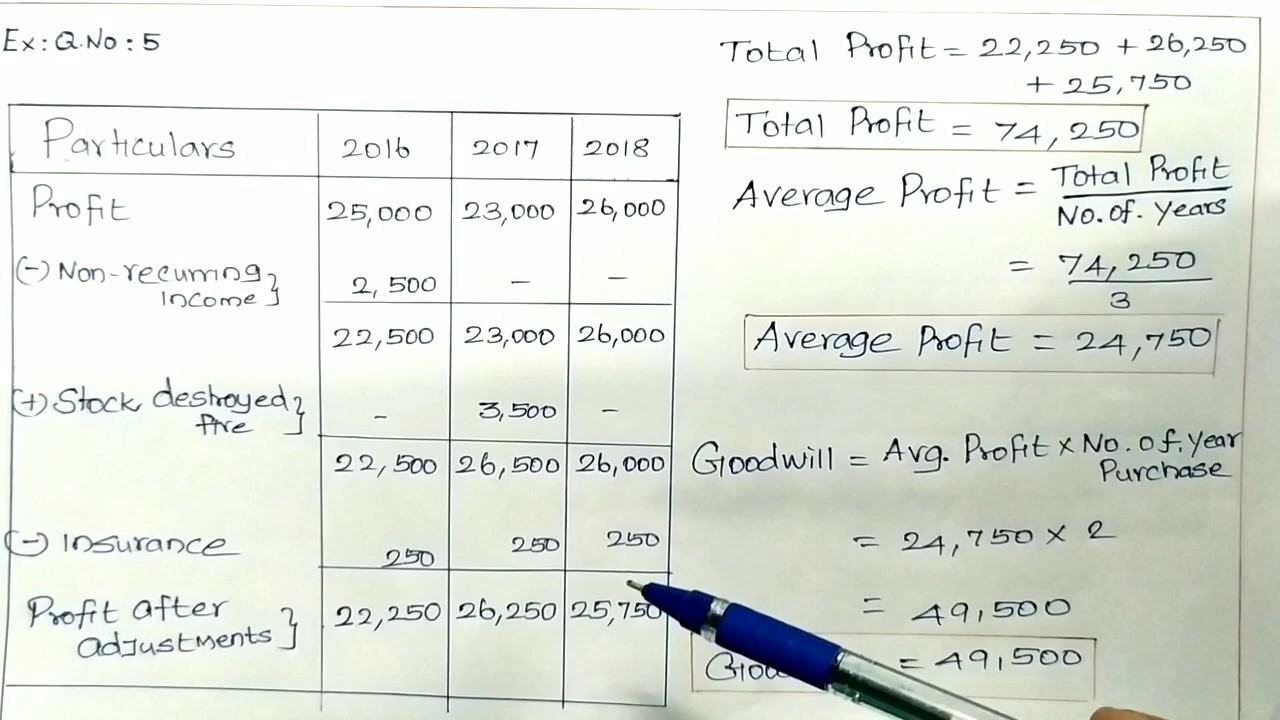 Ex: Q.No: 5
Particulars 2016 2017 2018
Profit 25,000 23,000 26,000
(-) Non-recurring
Income} 2,500 - -
22,500 23,000 26,000
(+) Stock destroyed
fire} - 3,500 -
22,500 26,500 26,000
(-) Insurance 250 250 250
Profit after
adjustments} 22,250 26,250 25,750
Total Profit = 22,250 + 26,250
+ 25,750
Total Profit = 74,250
Average Profit = Total Profit
No. of. Years
= 74,250
3
Average Profit = 24,750
Goodwill = Avg. Profit × No. of. Year
Purchase
= 24,750 × 2
= 49,500
= 49,500